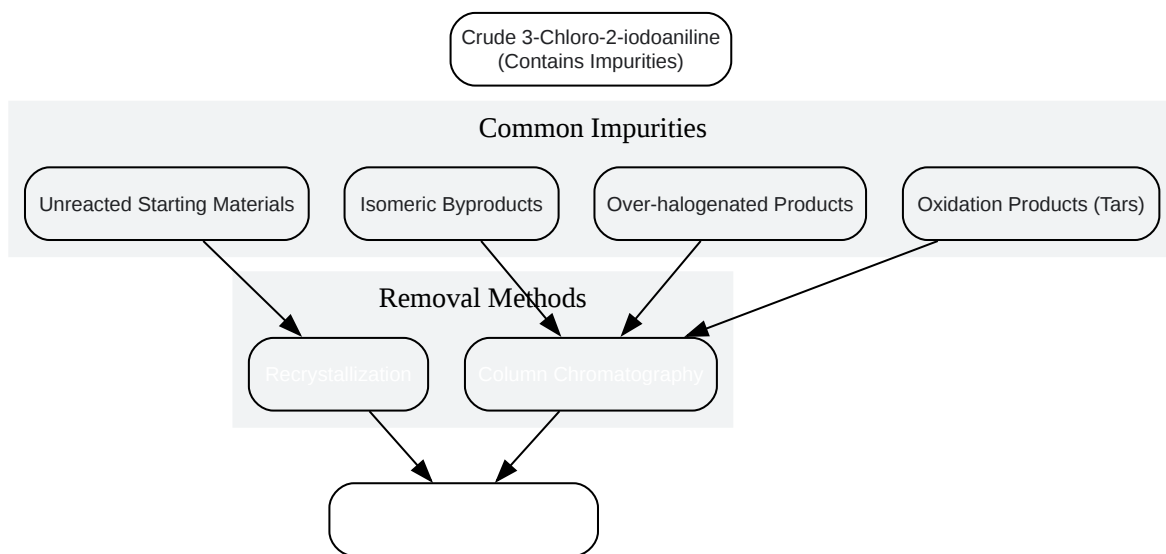 Crude 3-Chloro-2-iodoaniline
(Contains Impurities)
Common Impurities
Unreacted Starting Materials
Isomeric Byproducts
Over-halogenated Products
Oxidation Products (Tars)
Removal Methods
Recrystallization
Column Chromatography